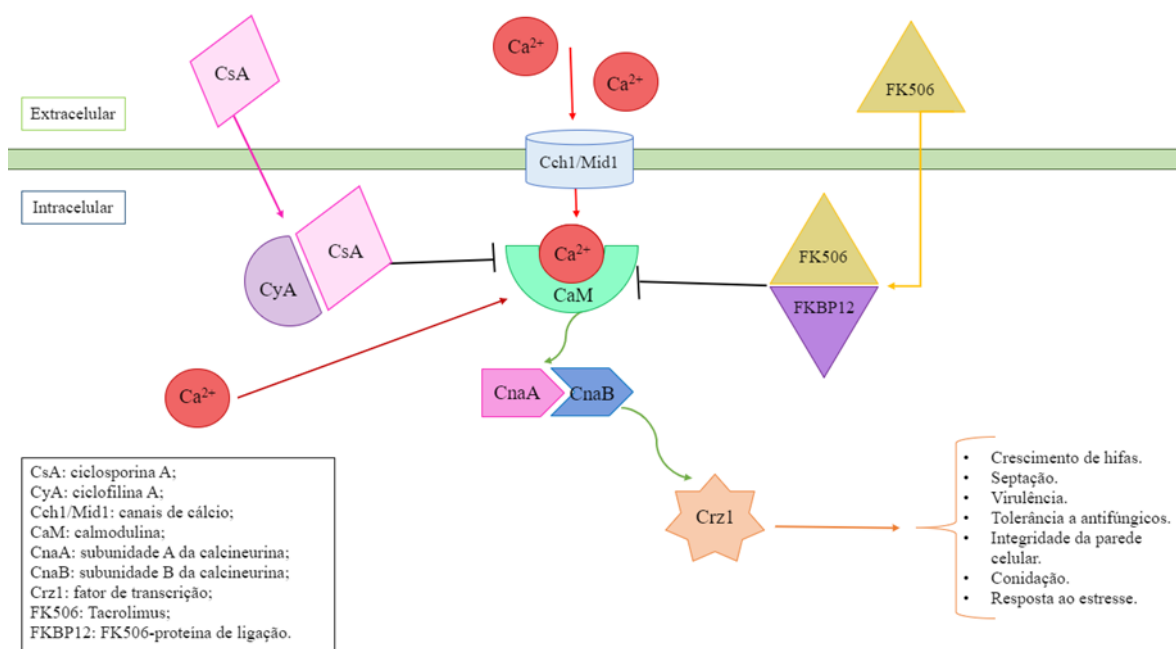 CsA
Ca²⁺
Ca²⁺
FK506
Extracelular
Cch1/Mid1
Intracelular
CyA
CsA
Ca²⁺
CaM
FK506
FKBP12
Ca²⁺
CnaA
CnaB
Crz1
CsA: ciclosporina A;
CyA: ciclofilina A;
Cch1/Mid1: canais de cálcio;
CaM: calmodulina;
CnaA: subunidade A da calcineurina;
CnaB: subunidade B da calcineurina;
Crz1: fator de transcrição;
FK506: Tacrolimus;
FKBP12: FK506-proteína de ligação.
• Crescimento de hifas.
• Septação.
• Virulência.
• Tolerância a antifúngicos.
• Integridade da parede
celular.
• Conidação.
• Resposta ao estresse.